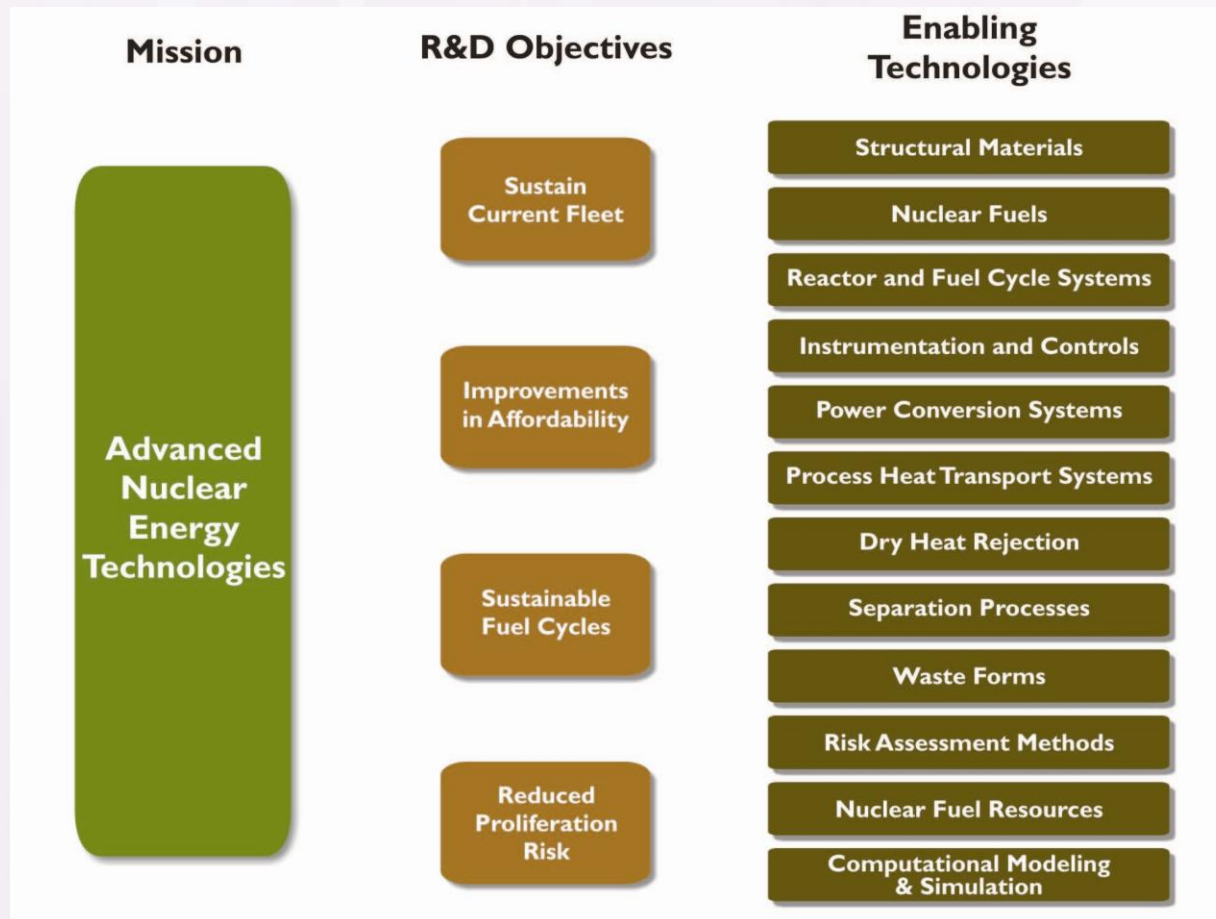 Mission
R&D Objectives
Enabling
Technologies
Advanced
Nuclear
Energy
Technologies
Sustain
Current Fleet
Improvements
in Affordability
Sustainable
Fuel Cycles
Reduced
Proliferation
Risk
Structural Materials
Nuclear Fuels
Reactor and Fuel Cycle Systems
Instrumentation and Controls
Power Conversion Systems
Process Heat Transport Systems
Dry Heat Rejection
Separation Processes
Waste Forms
Risk Assessment Methods
Nuclear Fuel Resources
Computational Modeling
& Simulation